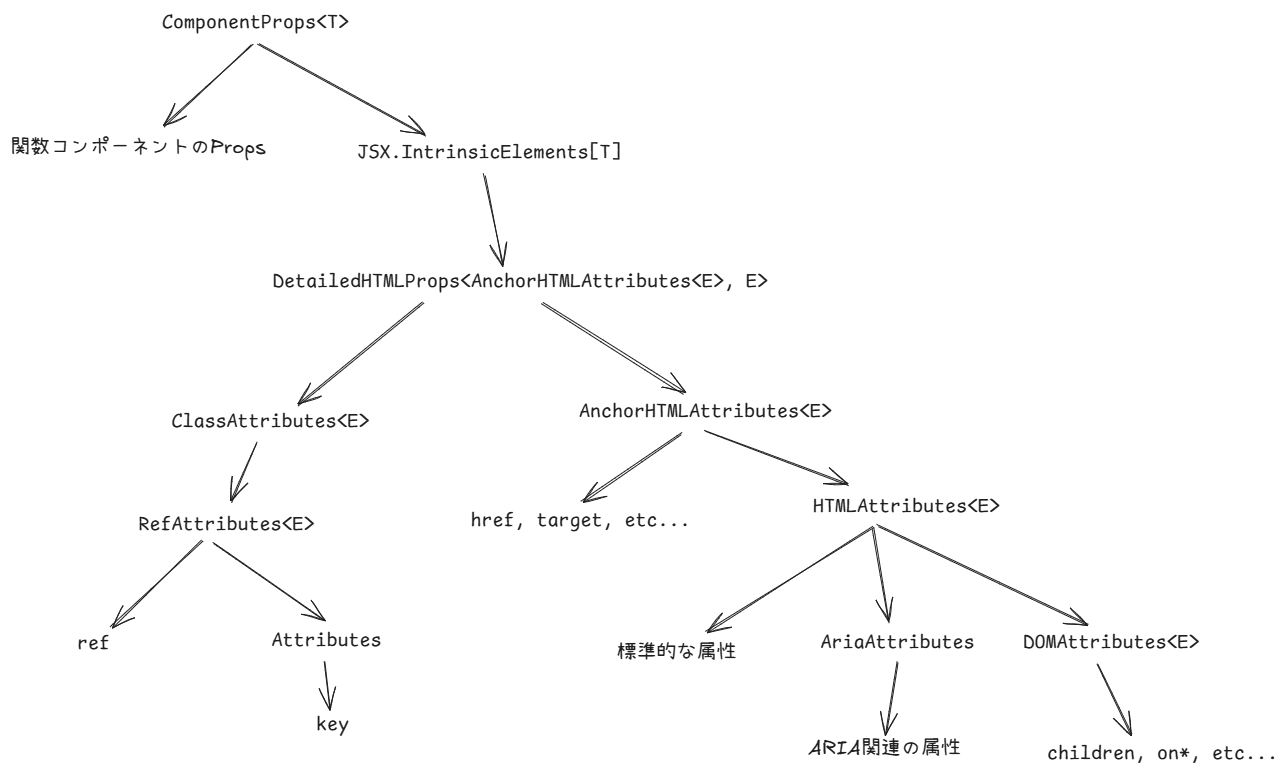 ComponentProps<T>
関数コンポーネントのProps
JSX.IntrinsicElements[T]
DetailedHTMLProps<AnchorHTMLAttributes<E>, E>
ClassAttributes<E>
AnchorHTMLAttributes<E>
RefAttributes<E>
href, target, etc...
HTMLAttributes<E>
ref
Attributes
標準的な属性
AriaAttributes
DOMAttributes<E>
key
ARIA関連の属性
children, on*, etc...